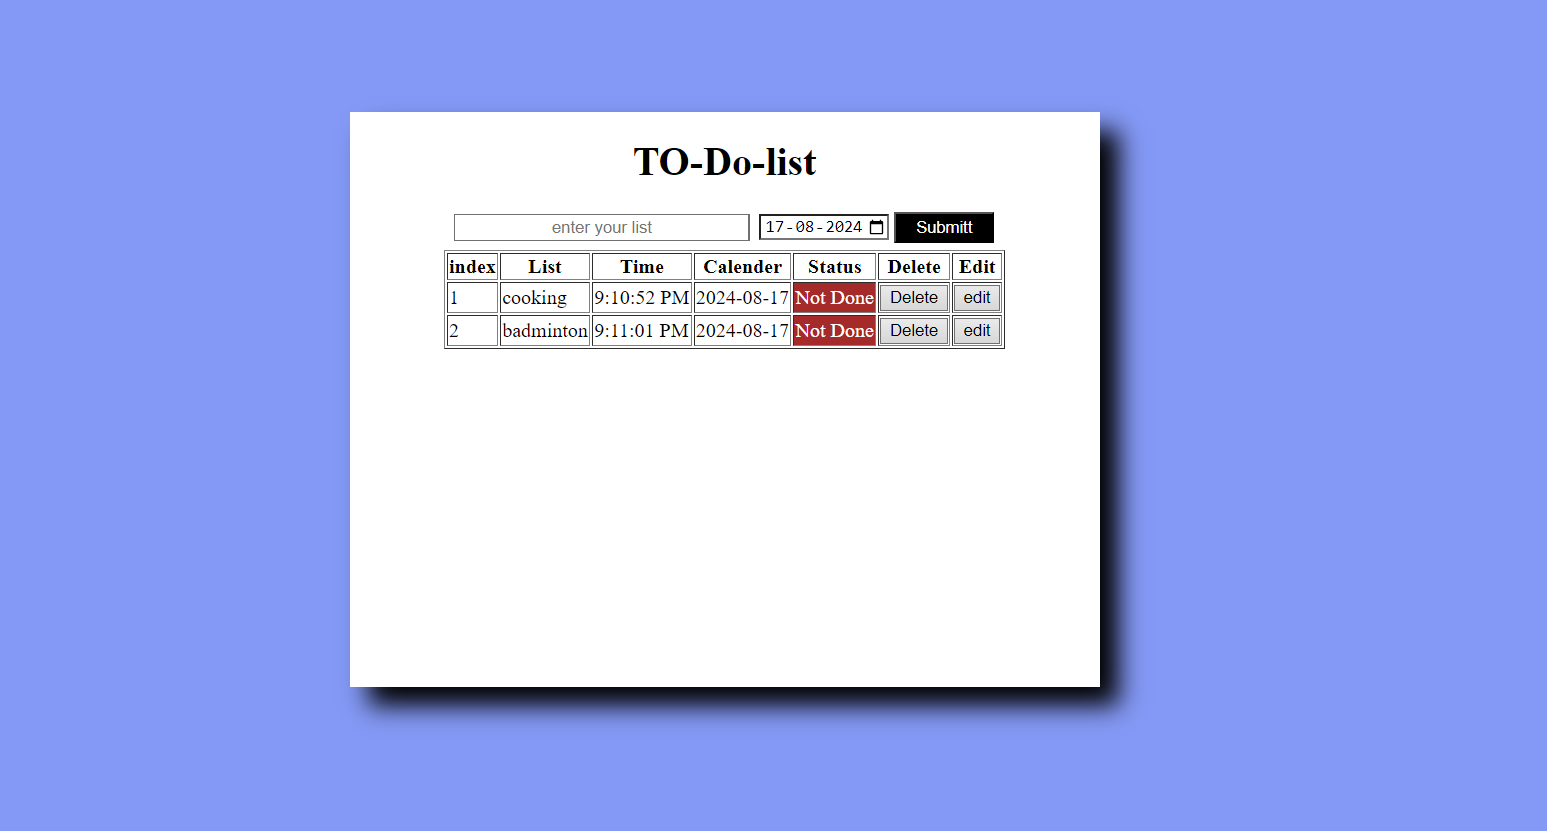 TO-Do-list
enter your list 17-08-2024 Submitt
index List Time Calender Status Delete Edit
1 cooking 9:10:52 PM 2024-08-17 Not Done Delete edit
2 badminton 9:11:01 PM 2024-08-17 Not Done Delete edit